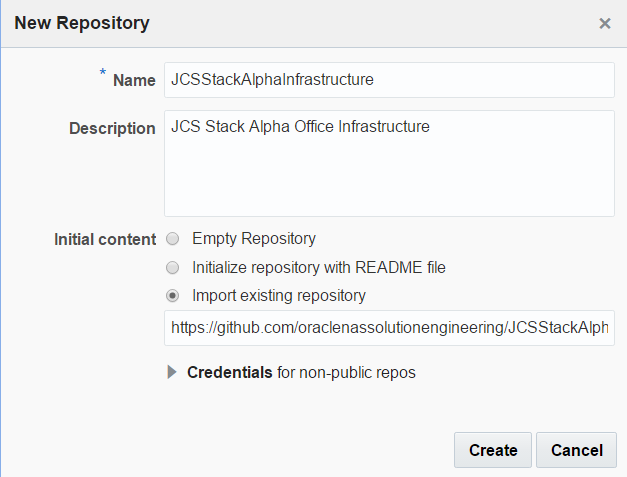 New Repository ×
* Name JCSStackAlphaInfrastructure
Description JCS Stack Alpha Office Infrastructure
Initial content Empty Repository
Initialize repository with README file
Import existing repository
https://github.com/oraclenassolutionengineering/JCSStackAlph
Credentials for non-public repos
Create Cancel